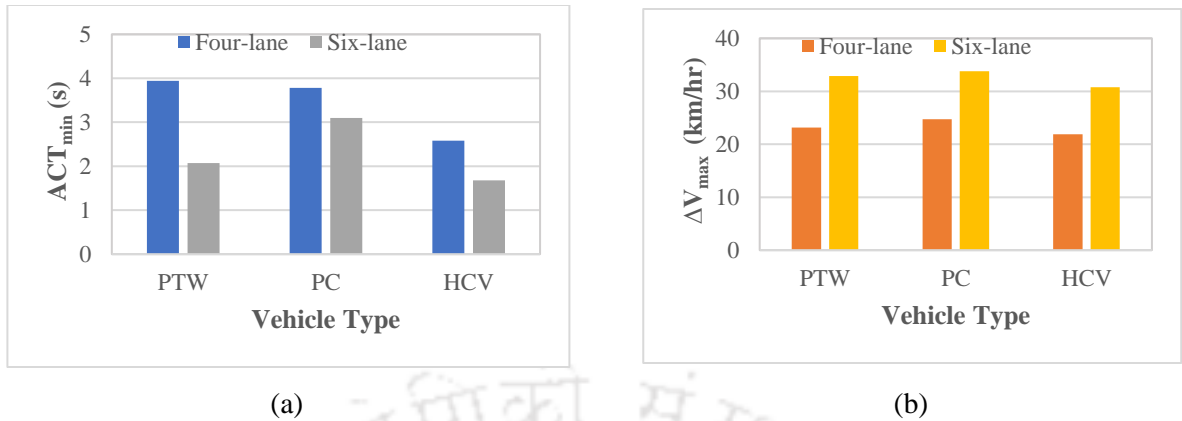 5
4
3
2
1
0
ACTmin (s)
Four-lane
Six-lane
PTW
PC
HCV
Vehicle Type
(a)
40
30
20
10
0
ΔVmax (km/hr)
Four-lane
Six-lane
PTW
PC
HCV
Vehicle Type
(b)